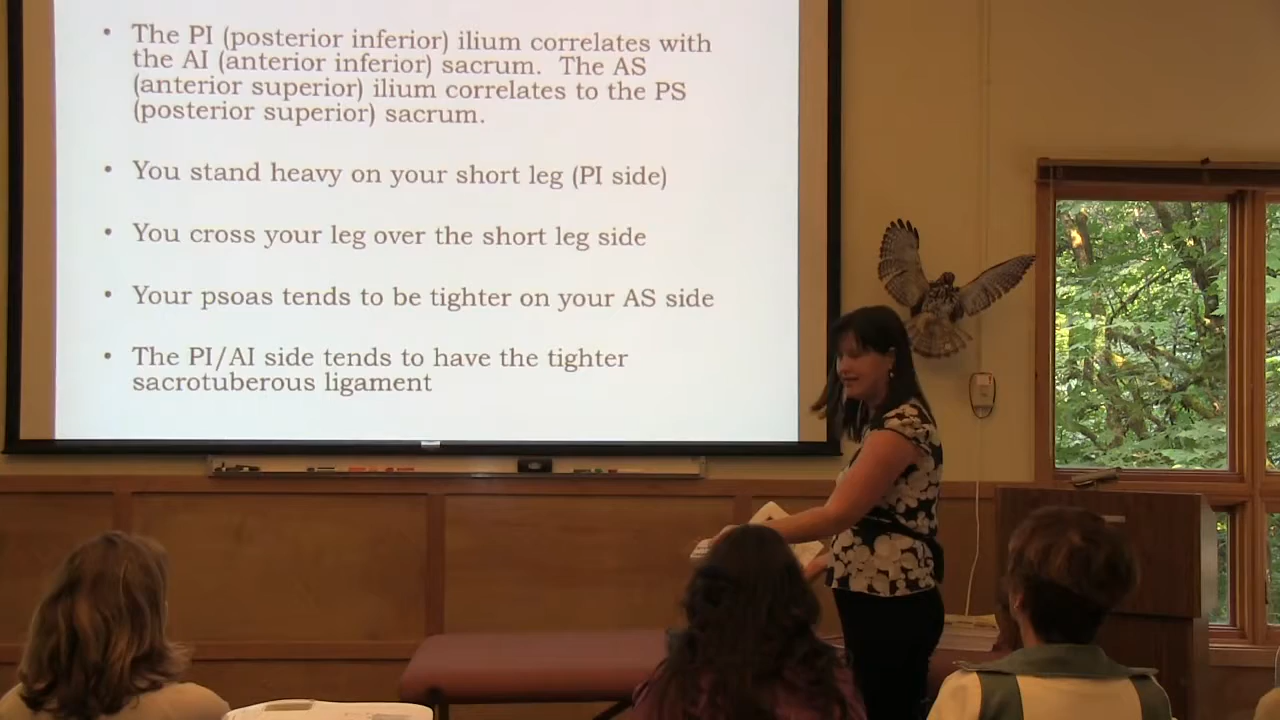 • The PI (posterior inferior) ilium correlates with
the AI (anterior inferior) sacrum.  The AS
(anterior superior) ilium correlates to the PS
(posterior superior) sacrum.
• You stand heavy on your short leg (PI side)
• You cross your leg over the short leg side
• Your psoas tends to be tighter on your AS side
• The PI/AI side tends to have the tighter
sacrotuberous ligament